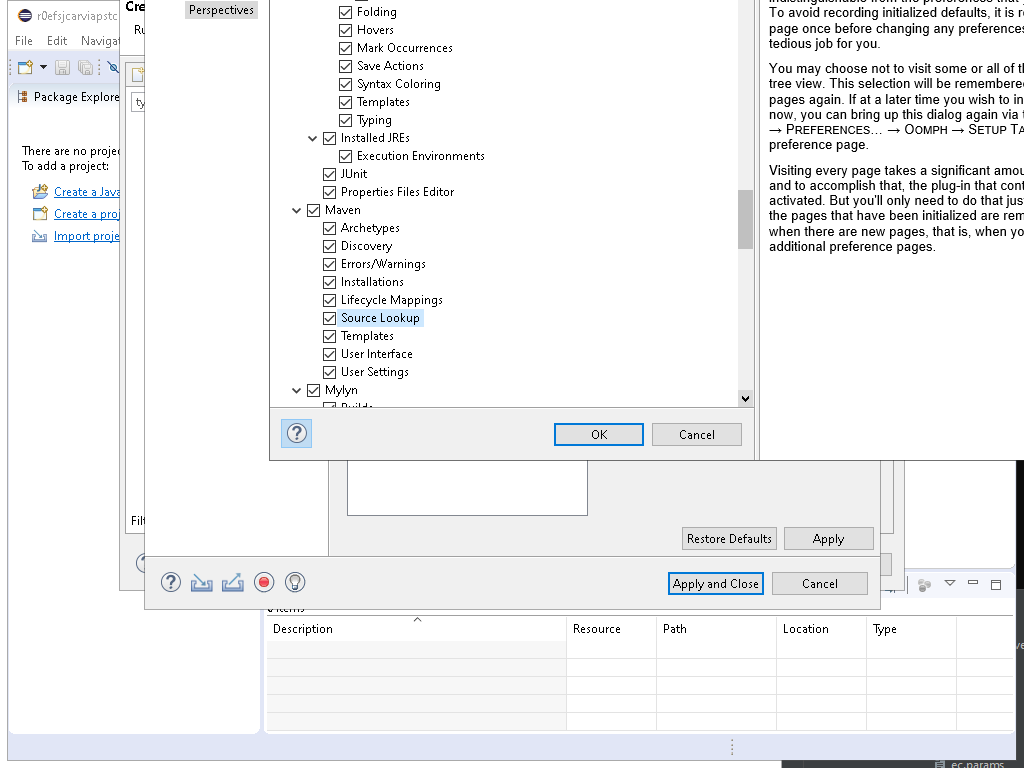 r0efsjcarviapstc
File Edit Navigat
Package Explore
There are no projec
To add a project:
Create a Java
Create a proj
Import proje
Cre
Ru
ty
Filt
Perspectives
Folding
Hovers
Mark Occurrences
Save Actions
Syntax Coloring
Templates
Typing
Installed JREs
Execution Environments
JUnit
Properties Files Editor
Maven
Archetypes
Discovery
Errors/Warnings
Installations
Lifecycle Mappings
Source Lookup
Templates
User Interface
User Settings
Mylyn
OK Cancel
To avoid recording initialized defaults, it is r
page once before changing any preferences
tedious job for you.
You may choose not to visit some or all of th
tree view. This selection will be remembered
pages again. If at a later time you wish to in
now, you can bring up this dialog again via
→ PREFERENCES... → OOMPH → SETUP TA
preference page.
Visiting every page takes a significant amou
and to accomplish that, the plug-in that cont
activated. But you'll only need to do that jus
the pages that have been initialized are rem
when there are new pages, that is, when yo
additional preference pages.
Restore Defaults Apply
Apply and Close Cancel
Description Resource Path Location Type
ec.params